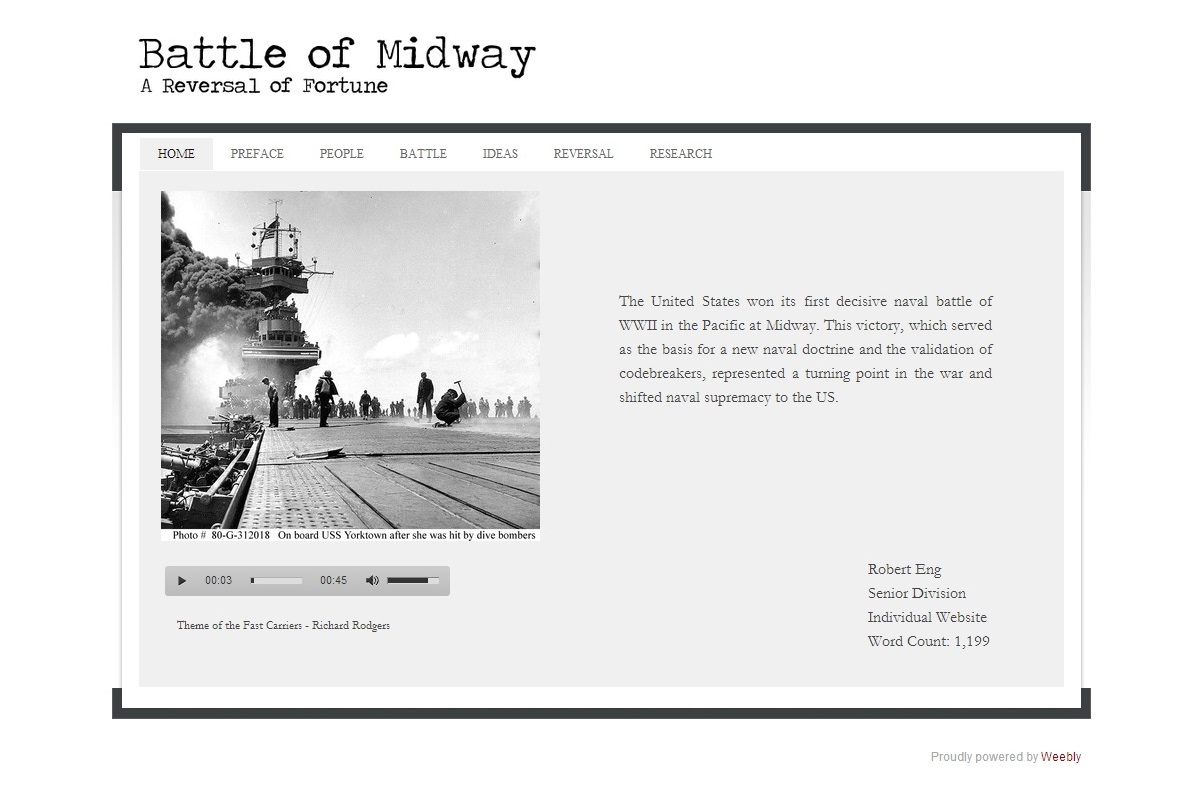 Battle of Midway
A Reversal of Fortune
HOME PREFACE PEOPLE BATTLE IDEAS REVERSAL RESEARCH
The United States won its first decisive naval battle of
WWII in the Pacific at Midway. This victory, which served
as the basis for a new naval doctrine and the validation of
codebreakers, represented a turning point in the war and
shifted naval supremacy to the US.
Photo # 80-G-312018 On board USS Yorktown after she was hit by dive bombers
00:03 00:45
Theme of the Fast Carriers - Richard Rodgers
Robert Eng
Senior Division
Individual Website
Word Count: 1,199
Proudly powered by Weebly